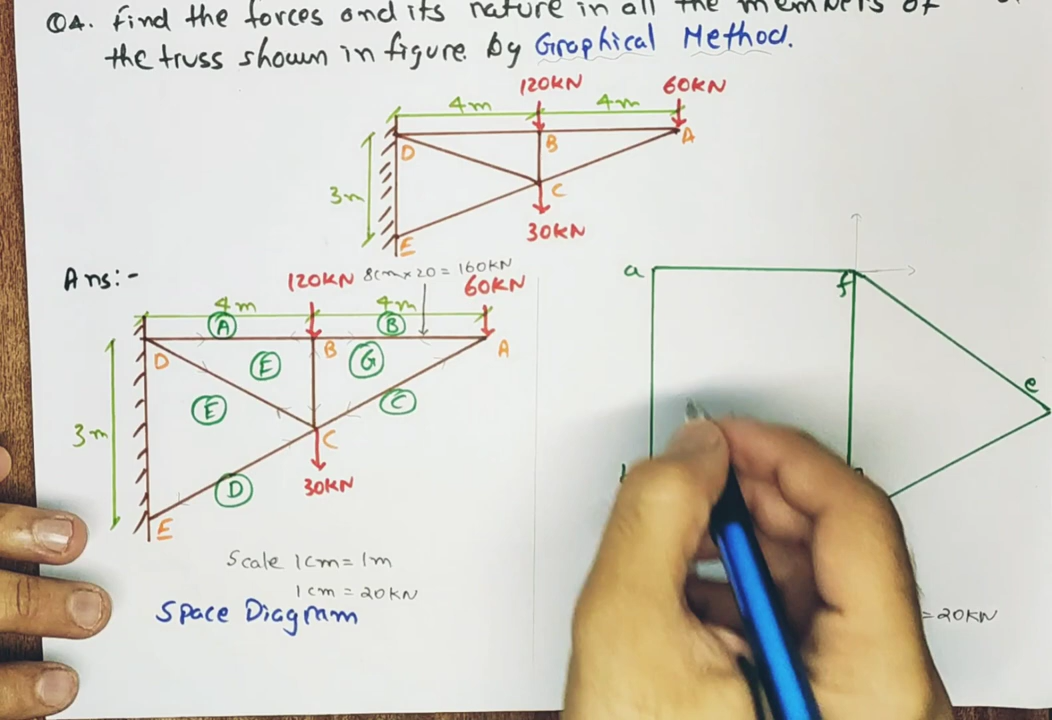 Q4. Find the forces and its nature in all the members of
the truss shown in figure by Graphical Method.
120KN 60KN
4m 4m
D B A
3m
C
30KN
E
Ans:- 120KN 8cm×20 = 160KN
60KN
4m 4m
A B
D E B G A
E C
3m C
D 30KN
E
Scale 1cm = 1m
1cm = 20KN
Space Diagram
a f
e
= 20KN